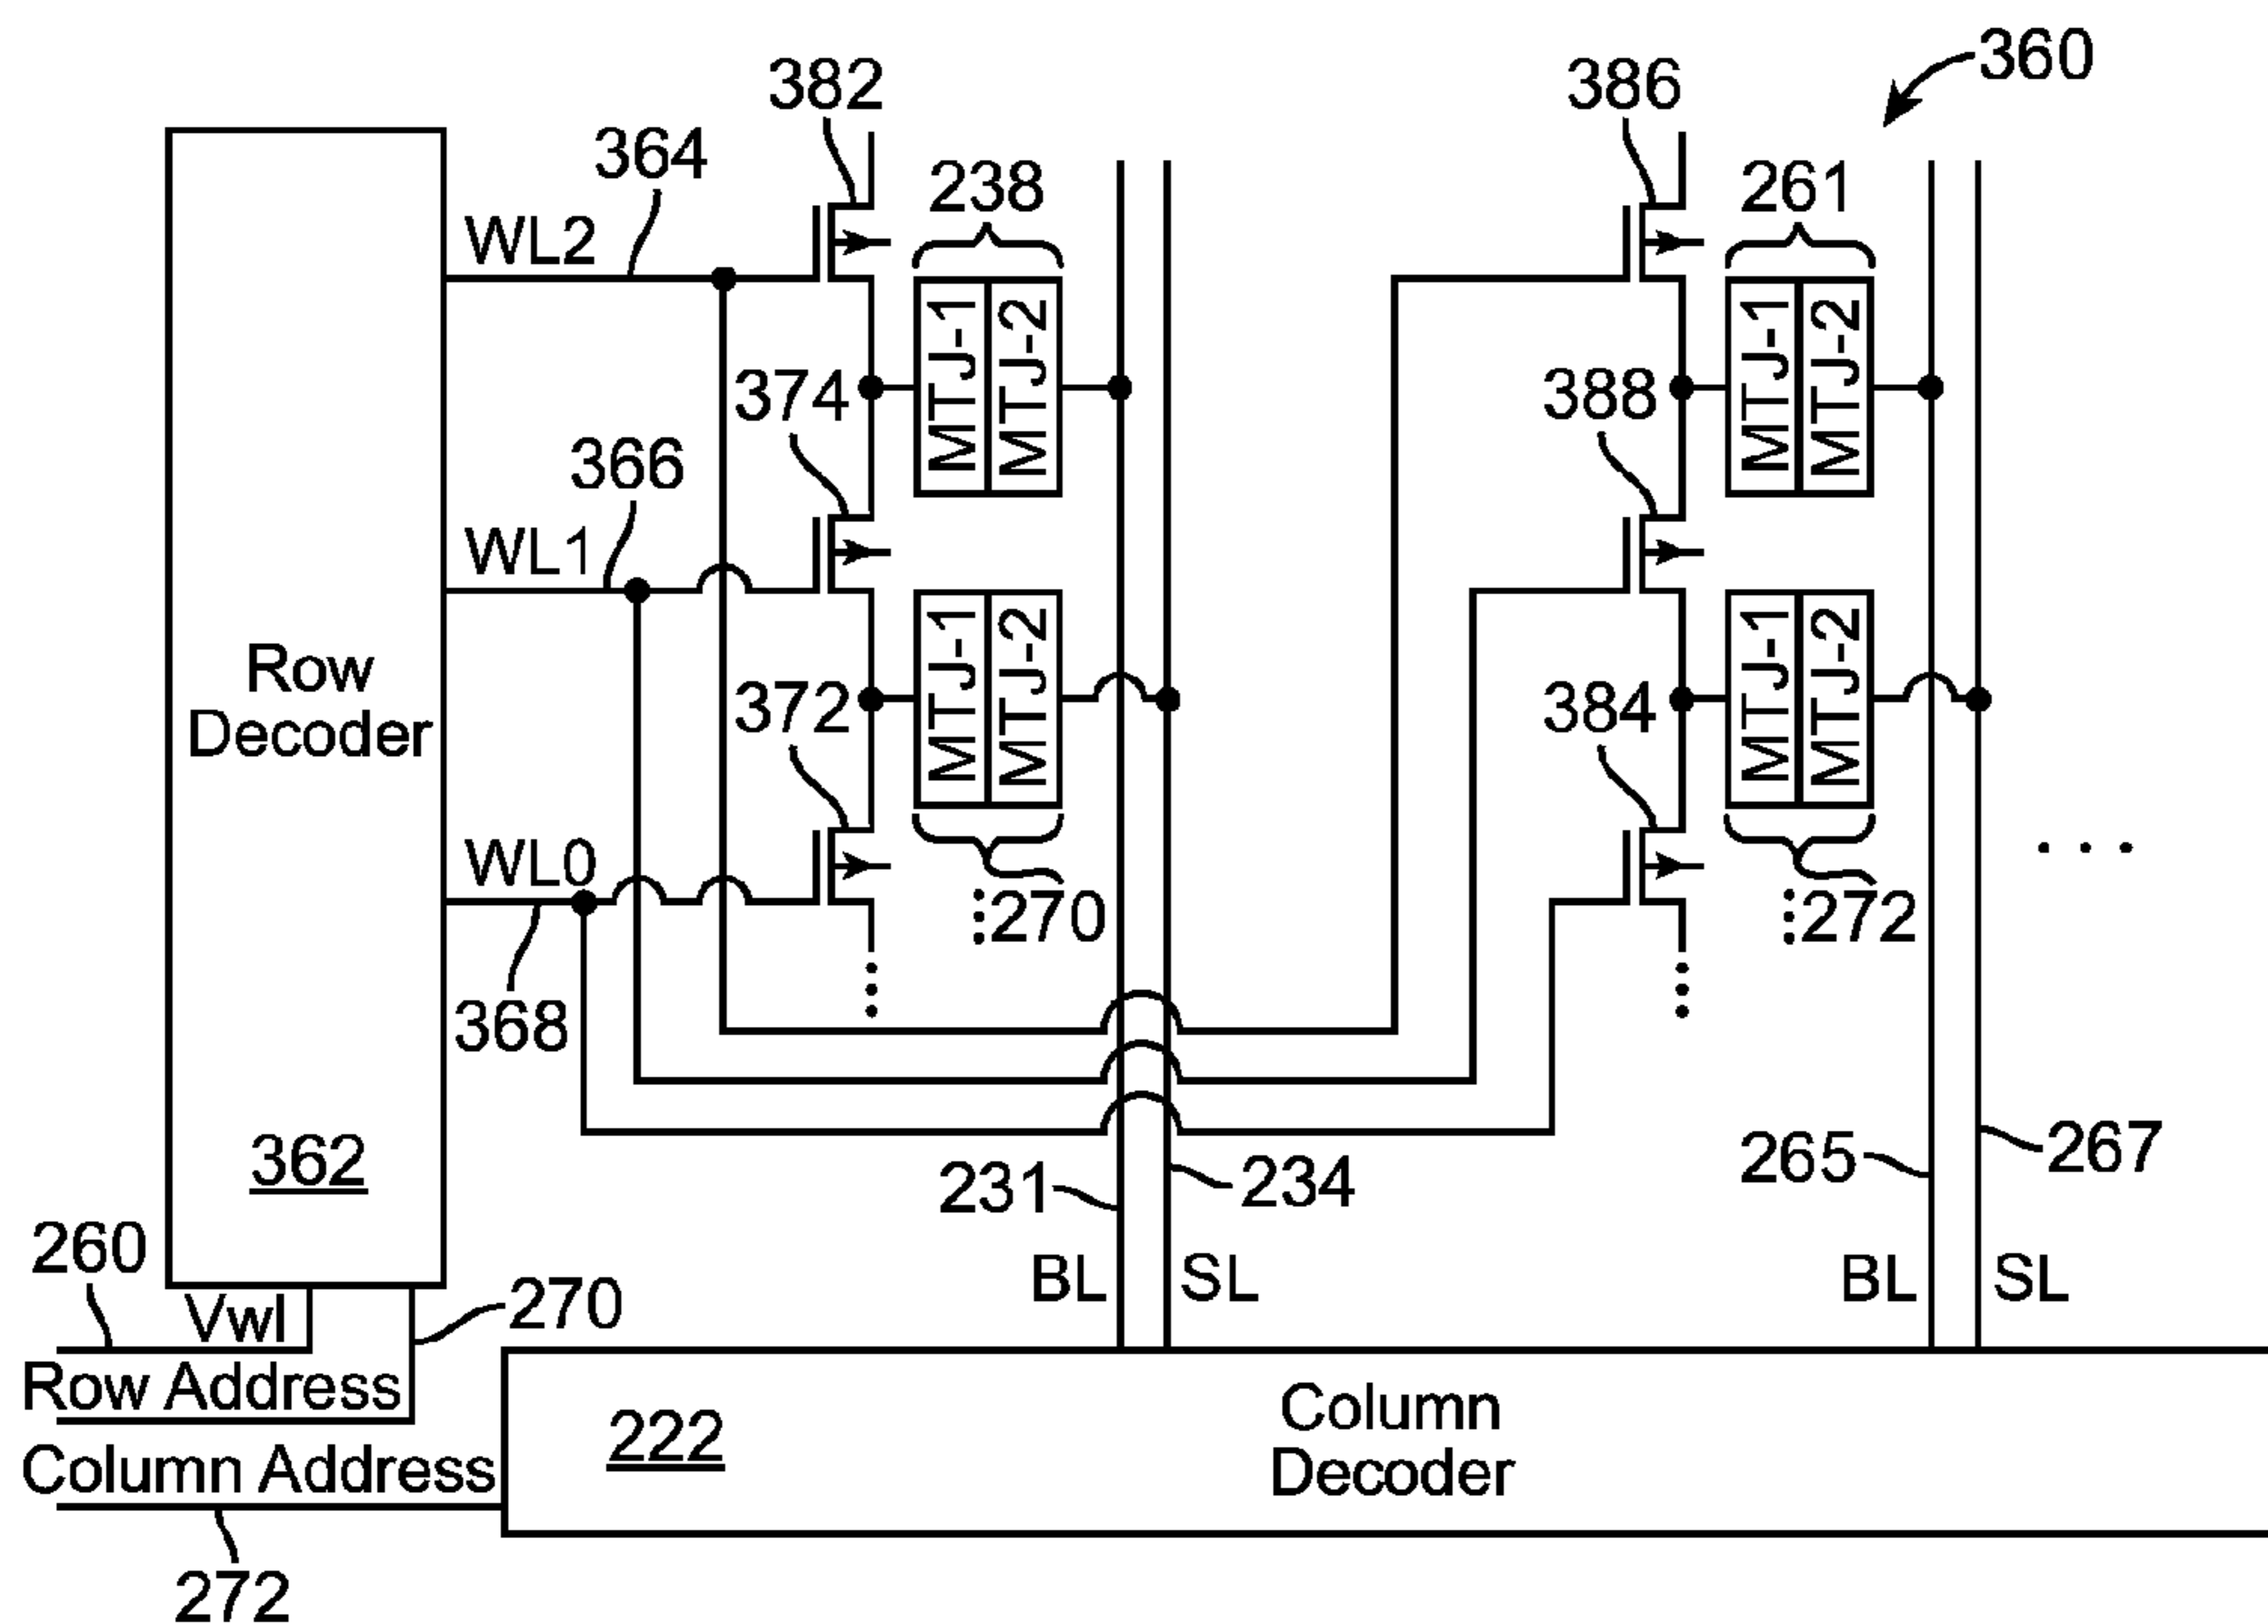 382
386
360
364
238
261
WL2
MTJ-1
MTJ-2
MTJ-1
MTJ-2
374
388
366
WL1
MTJ-1
MTJ-2
MTJ-1
MTJ-2
Row
Decoder
372
384
WL0
270
272
. . .
368
362
231
234
265
267
260
270
BL
SL
BL
SL
Vwl
Row Address
Column Address
222
Column
Decoder
272